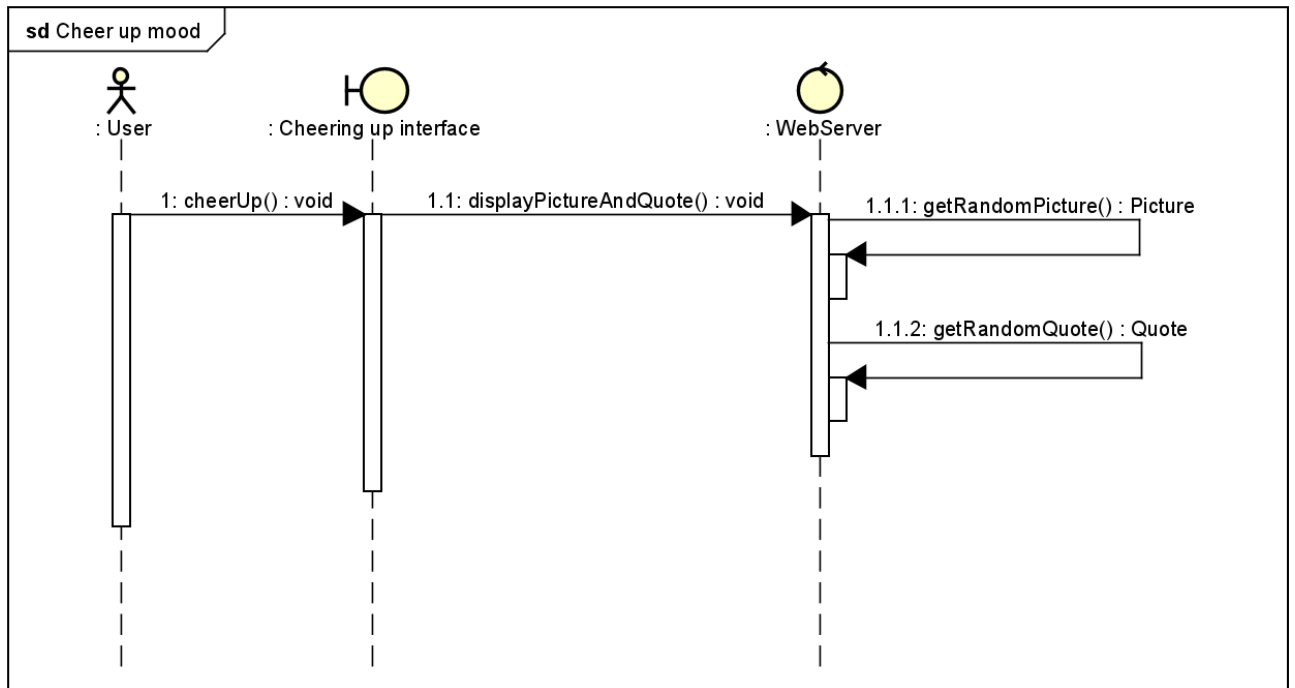 sd Cheer up mood
: User
: Cheering up interface
: WebServer
1: cheerUp() : void
1.1: displayPictureAndQuote() : void
1.1.1: getRandomPicture() : Picture
1.1.2: getRandomQuote() : Quote